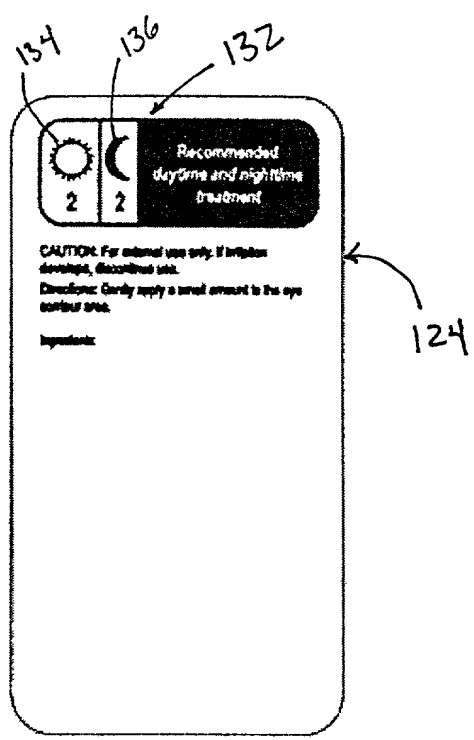 134 136 132
Recommended
daytime and nighttime
treatment
2 2
CAUTION: For external use only. If irritation
develops, discontinue use.
Directions: Gently apply a small amount to the eye
contour area.
124
Ingredients: